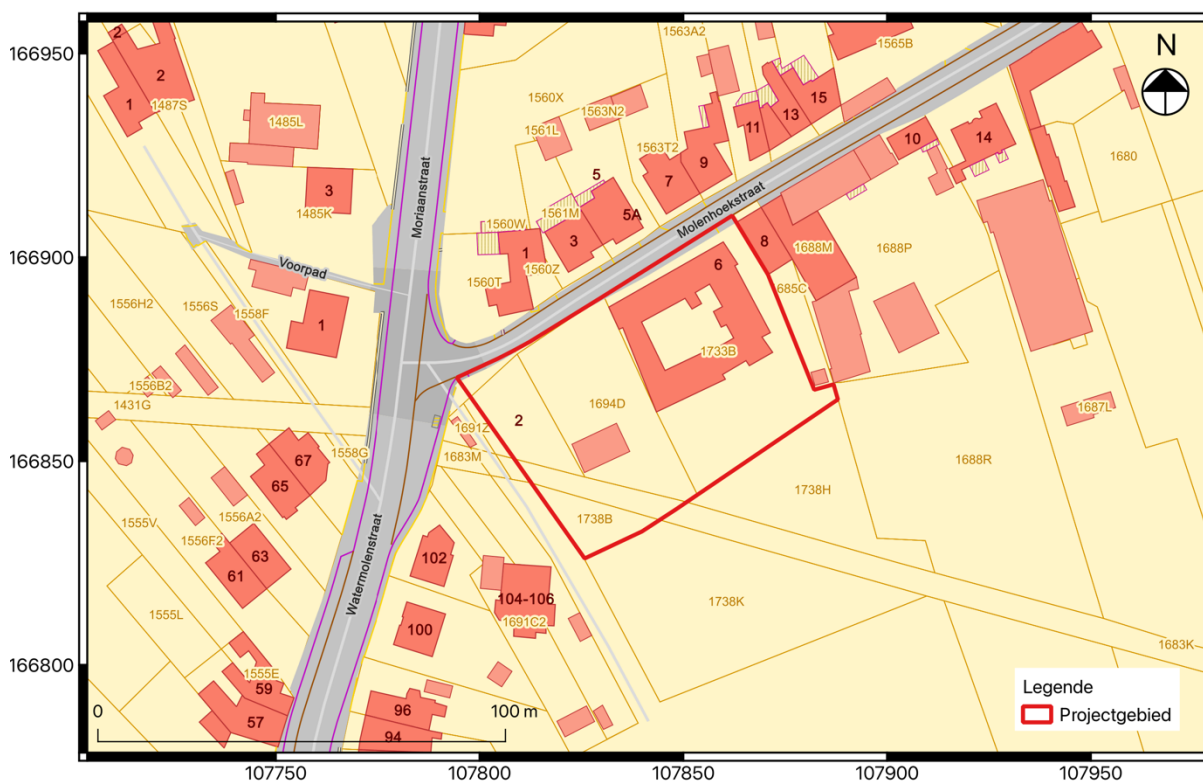 166950
166900
166850
166800
107750
107800
107850
107900
107950
N
0
100 m
Legende
Projectgebied
Moriaanstraat
Molenhoekstraat
Voorpad
Watermolenstraat
2
1
2
1487S
1485L
3
1485K
1556H2
1556S
1558F
1
1556B2
1431G
1558G
67
65
1555V
1556A2
1556F2
63
61
1555L
1555E
59
57
1563A2
1565B
1560X
1563N2
1561L
1563T2
15
13
11
9
7
10
14
1680
5
5A
1561M
3
1560W
1
1560Z
1560T
6
8
1688M
1688P
685C
1733B
1694D
2
1691Z
1683M
1687L
1688R
1738H
1738B
1738K
1683K
102
104-106
1691C2
100
96
94